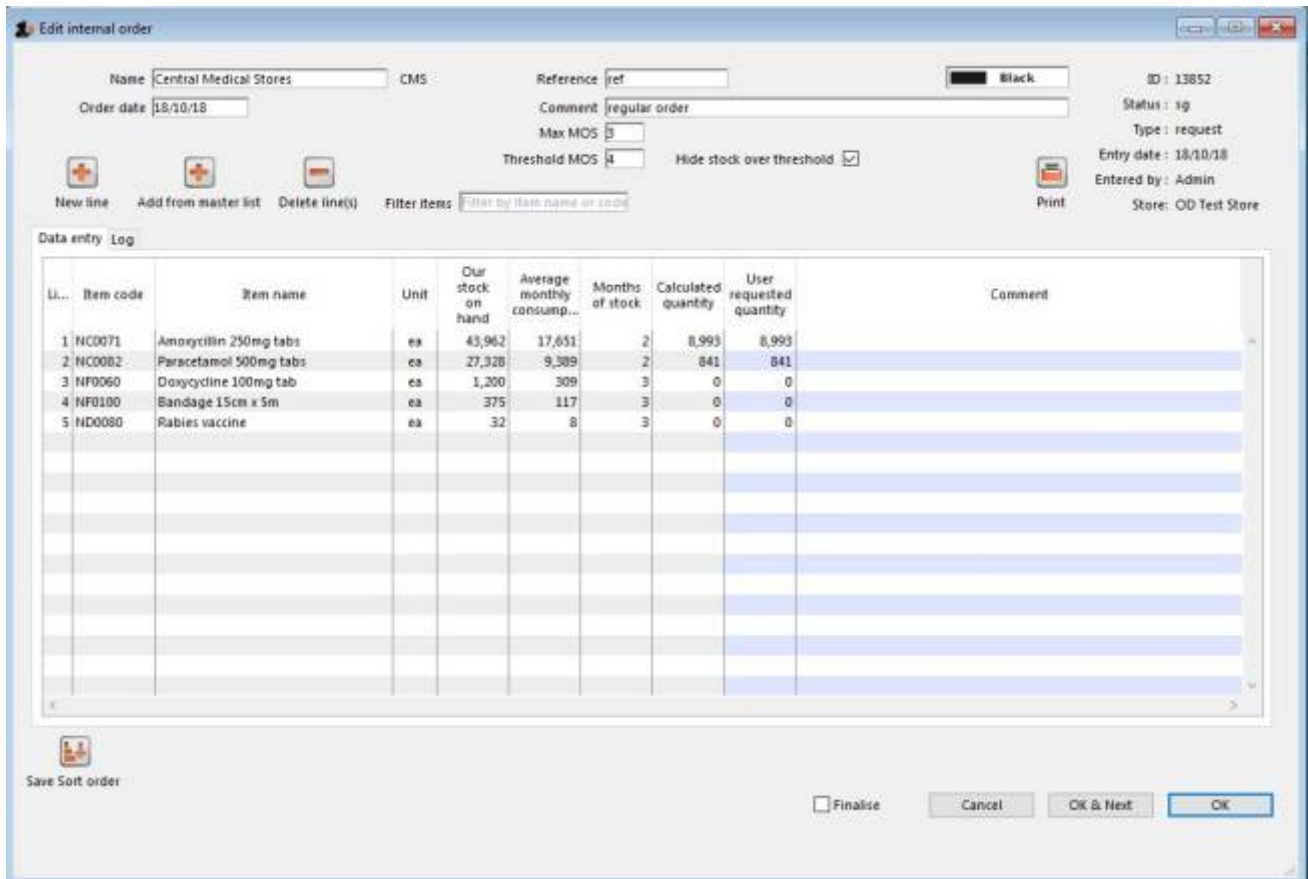 Edit internal order
Name Central Medical Stores CMS Reference ref Black ID : 13852
Order date 18/10/18 Comment regular order Status : sg
Max MOS 3 Type : request
Threshold MOS 4 Hide stock over threshold Entry date : 18/10/18
Entered by : Admin
New line Add from master list Delete line(s) Filter items Filter by item name or code Print Store: OD Test Store
Data entry Log
Li... Item code Item name Unit Our stock on hand Average monthly consump... Months of stock Calculated quantity User requested quantity Comment
1 NC0071 Amoxycillin 250mg tabs ea 43,962 17,651 2 8,993 8,993
2 NC0082 Paracetamol 500mg tabs ea 27,328 9,389 2 841 841
3 NF0060 Doxycycline 100mg tab ea 1,200 309 3 0 0
4 NF0100 Bandage 15cm x 5m ea 375 117 3 0 0
5 ND0080 Rabies vaccine ea 32 8 3 0 0
Save Sort order
Finalise Cancel OK & Next OK